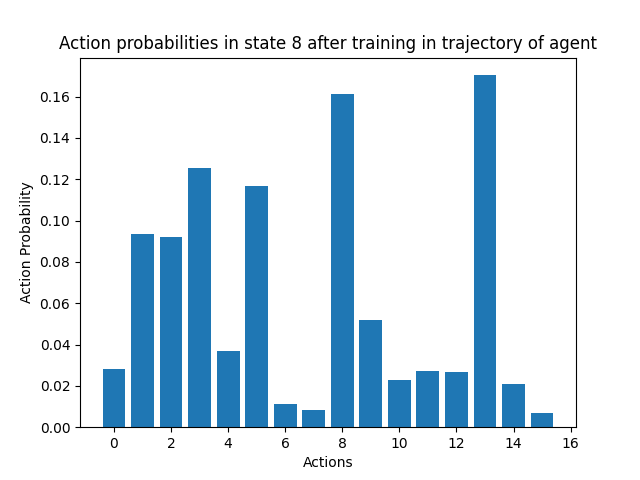 Action probabilities in state 8 after training in trajectory of agent
0.16
0.14
0.12
0.10
0.08
0.06
0.04
0.02
0.00
Action Probability
0 2 4 6 8 10 12 14 16
Actions